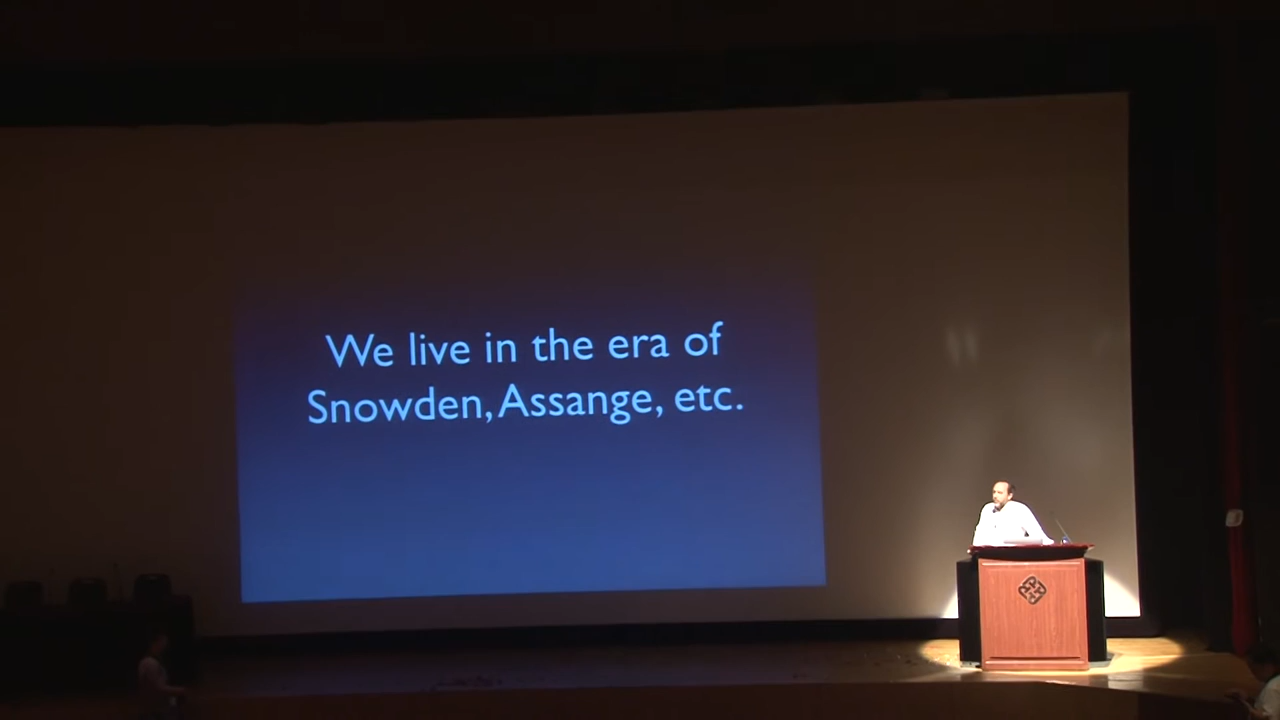 We live in the era of
Snowden, Assange, etc.